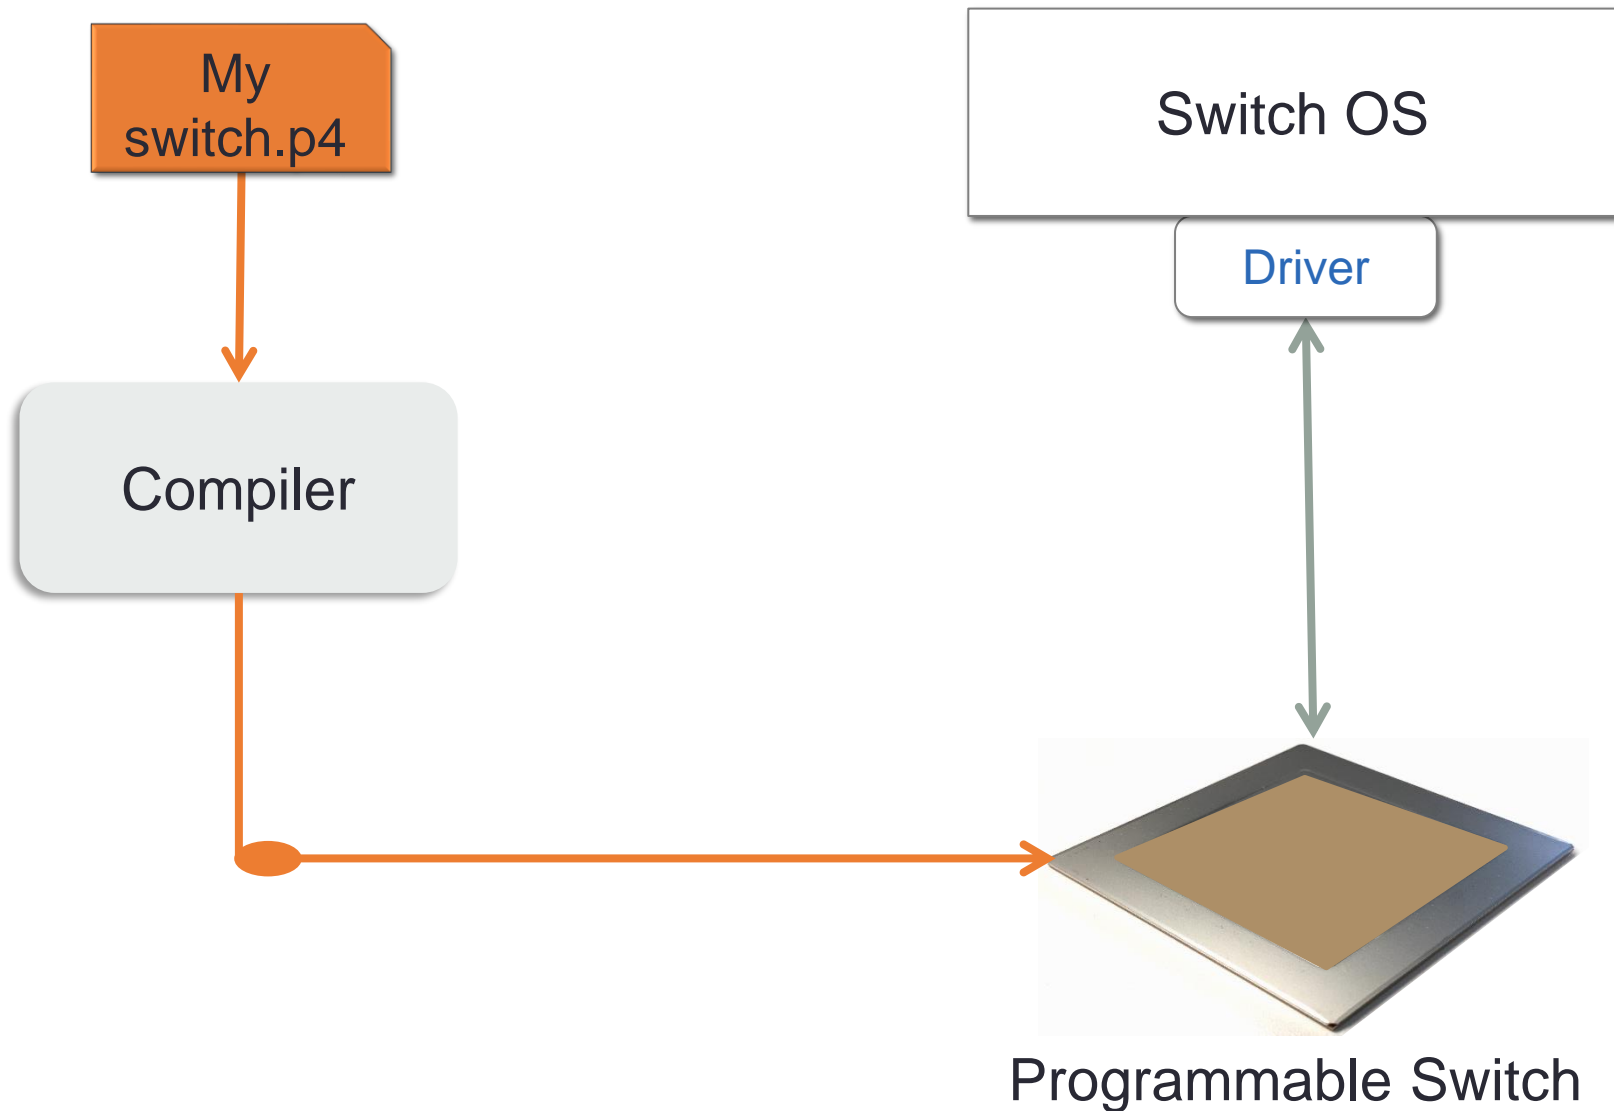 My
switch.p4
Switch OS
Driver
Compiler
Programmable Switch